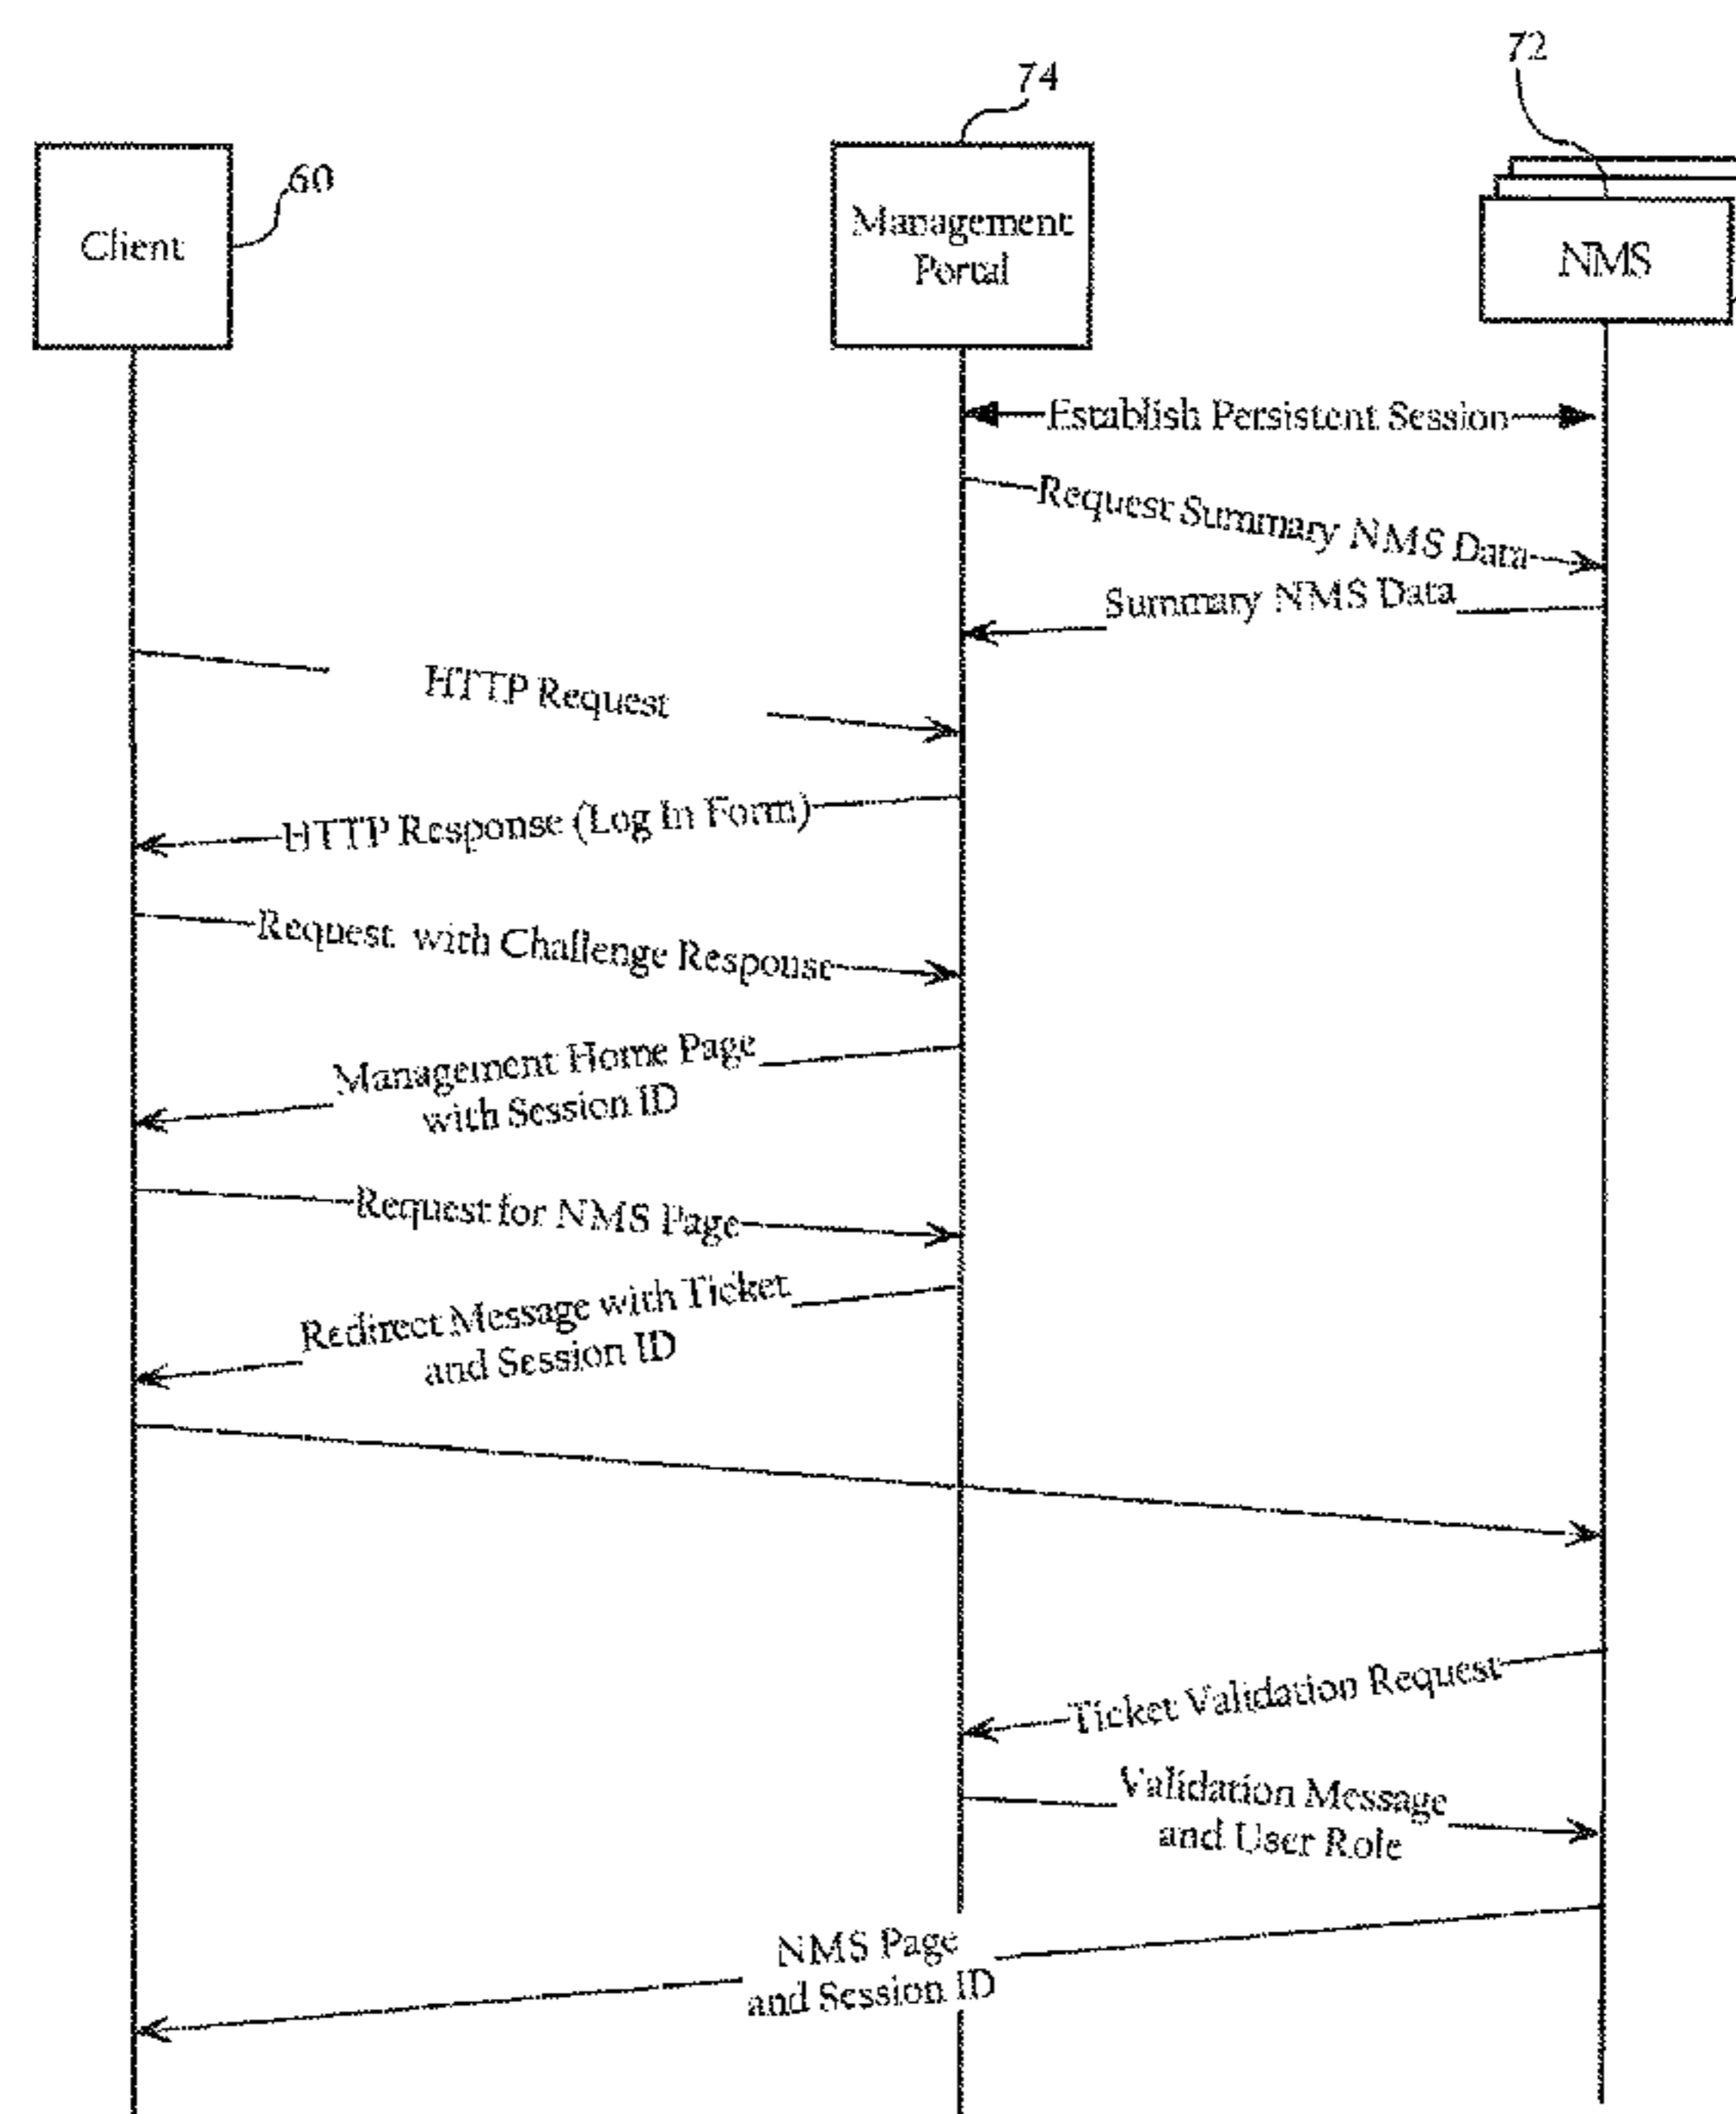 72
74
60
Client
Management
Portal
NMS
Establish Persistent Session
Request Summary NMS Data
Summary NMS Data
HTTP Request
HTTP Response (Log In Form)
Request with Challenge Response
Management Home Page
with Session ID
Request for NMS Page
Redirect Message with Ticket
and Session ID
Ticket Validation Request
Validation Message
and User Role
NMS Page
and Session ID